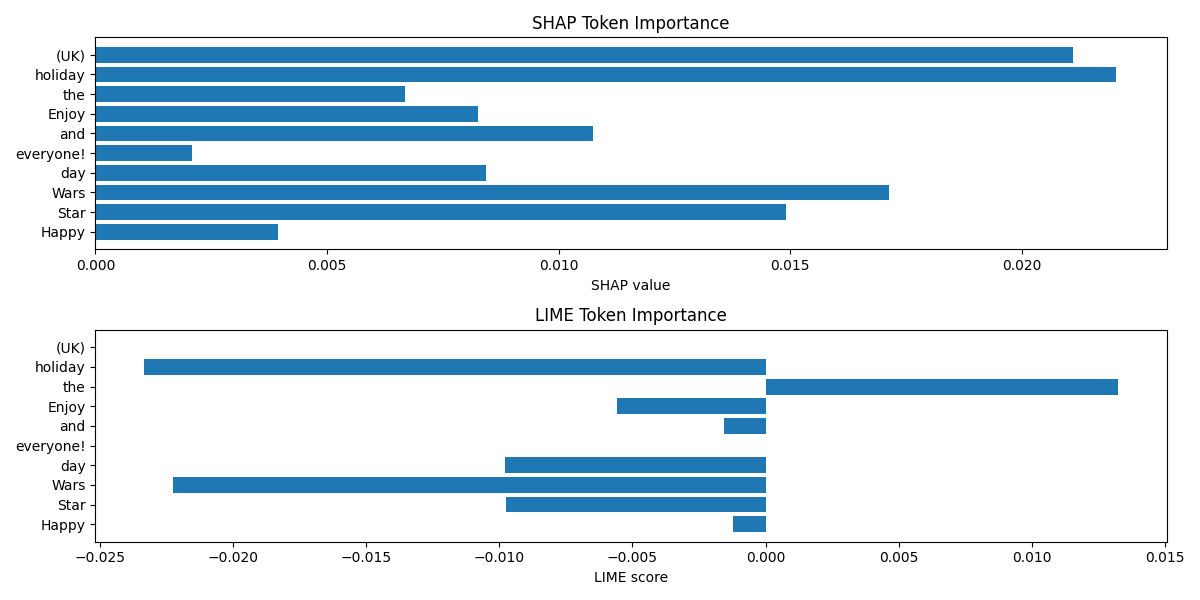 SHAP Token Importance
(UK)
holiday
the
Enjoy
and
everyone!
day
Wars
Star
Happy
0.000 0.005 0.010 0.015 0.020
SHAP value
LIME Token Importance
(UK)
holiday
the
Enjoy
and
everyone!
day
Wars
Star
Happy
−0.025 −0.020 −0.015 −0.010 −0.005 0.000 0.005 0.010 0.015
LIME score